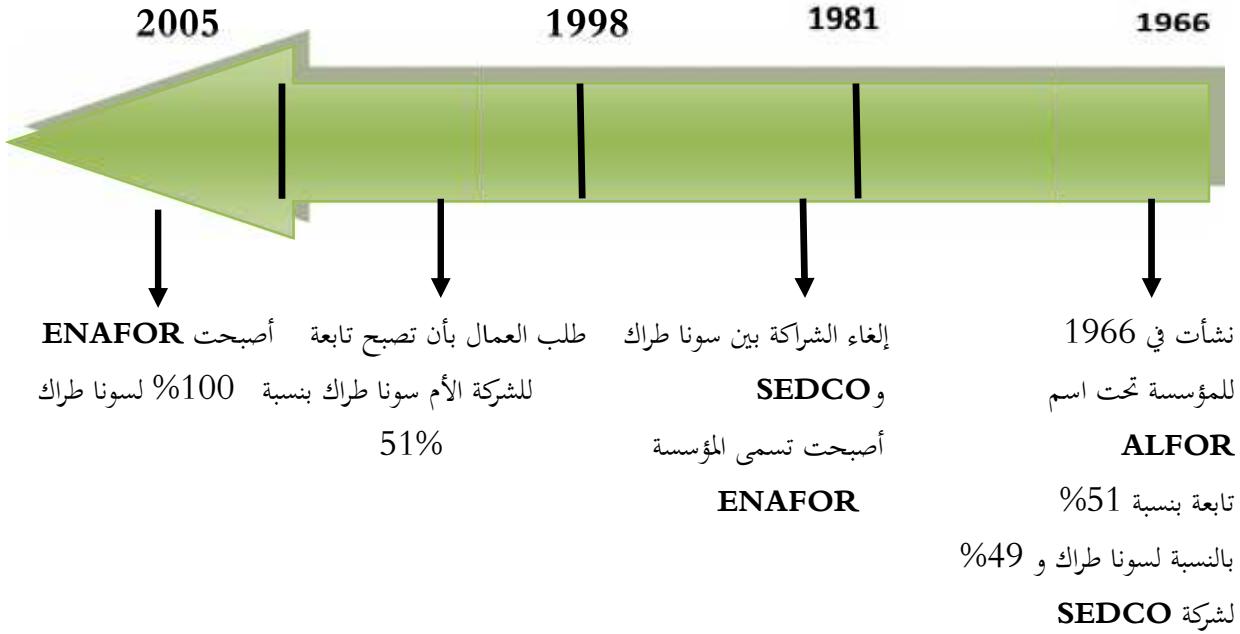 1966
1981
1998
2005
نشأت في 1966
للمؤسسة تحت اسم
ALFOR
تابعة بنسبة 51%
بالنسبة لسونا طراك و 49%
لشركة SEDCO
إلغاء الشراكة بين سونا طراك
وSEDCO
أصبحت تسمى المؤسسة
ENAFOR
طلب العمال بأن تصبح تابعة
للشركة الأم سونا طراك بنسبة
51%
أصبحت ENAFOR
100% لسونا طراك